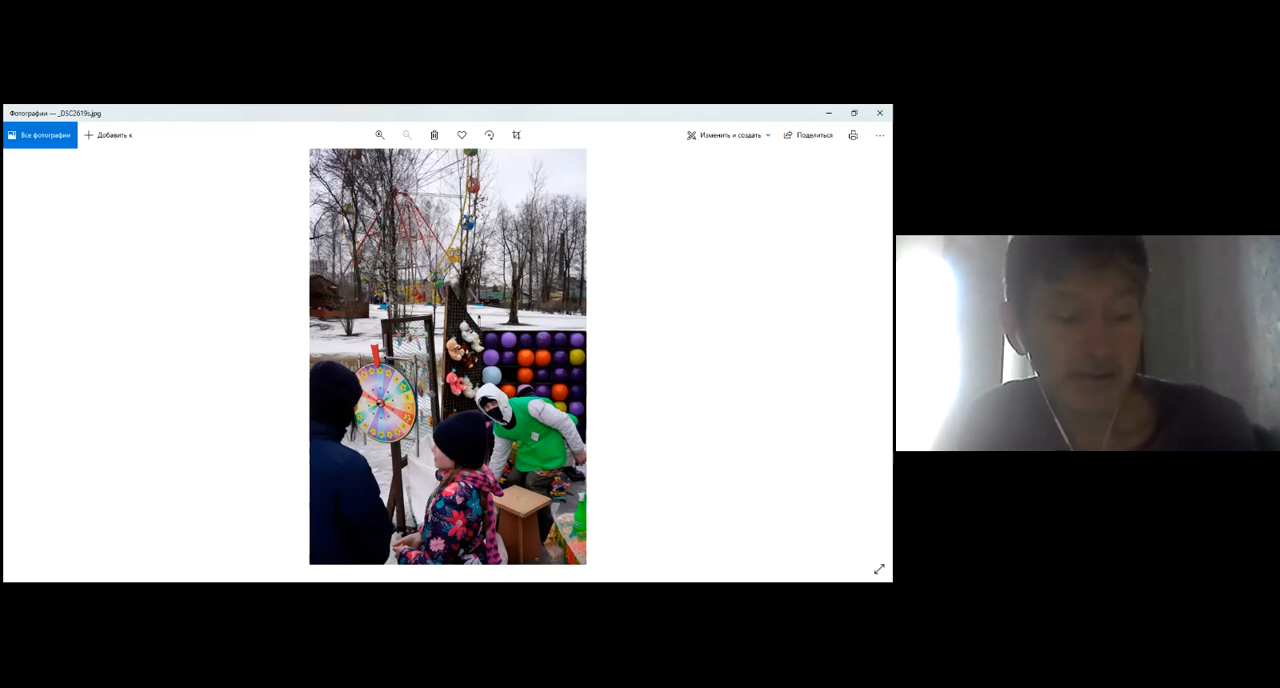 Фотографии — _DSC2619s.jpg
Все фотографии
Добавить к
Изменить и создать
Поделиться